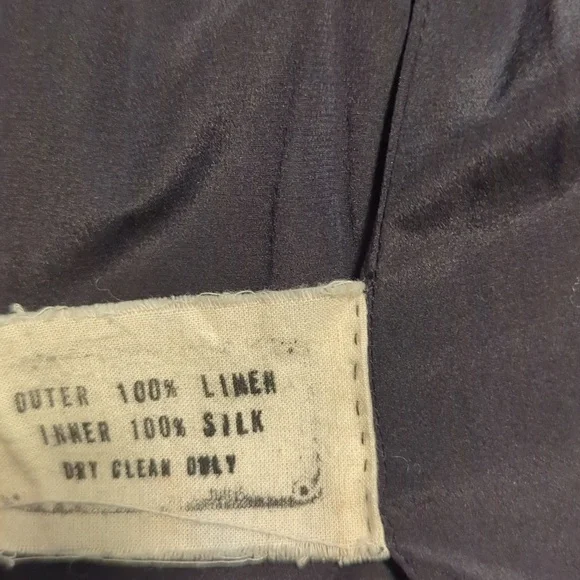 OUTER 100% LINEN
INNER 100% SILK
DRY CLEAN ONLY